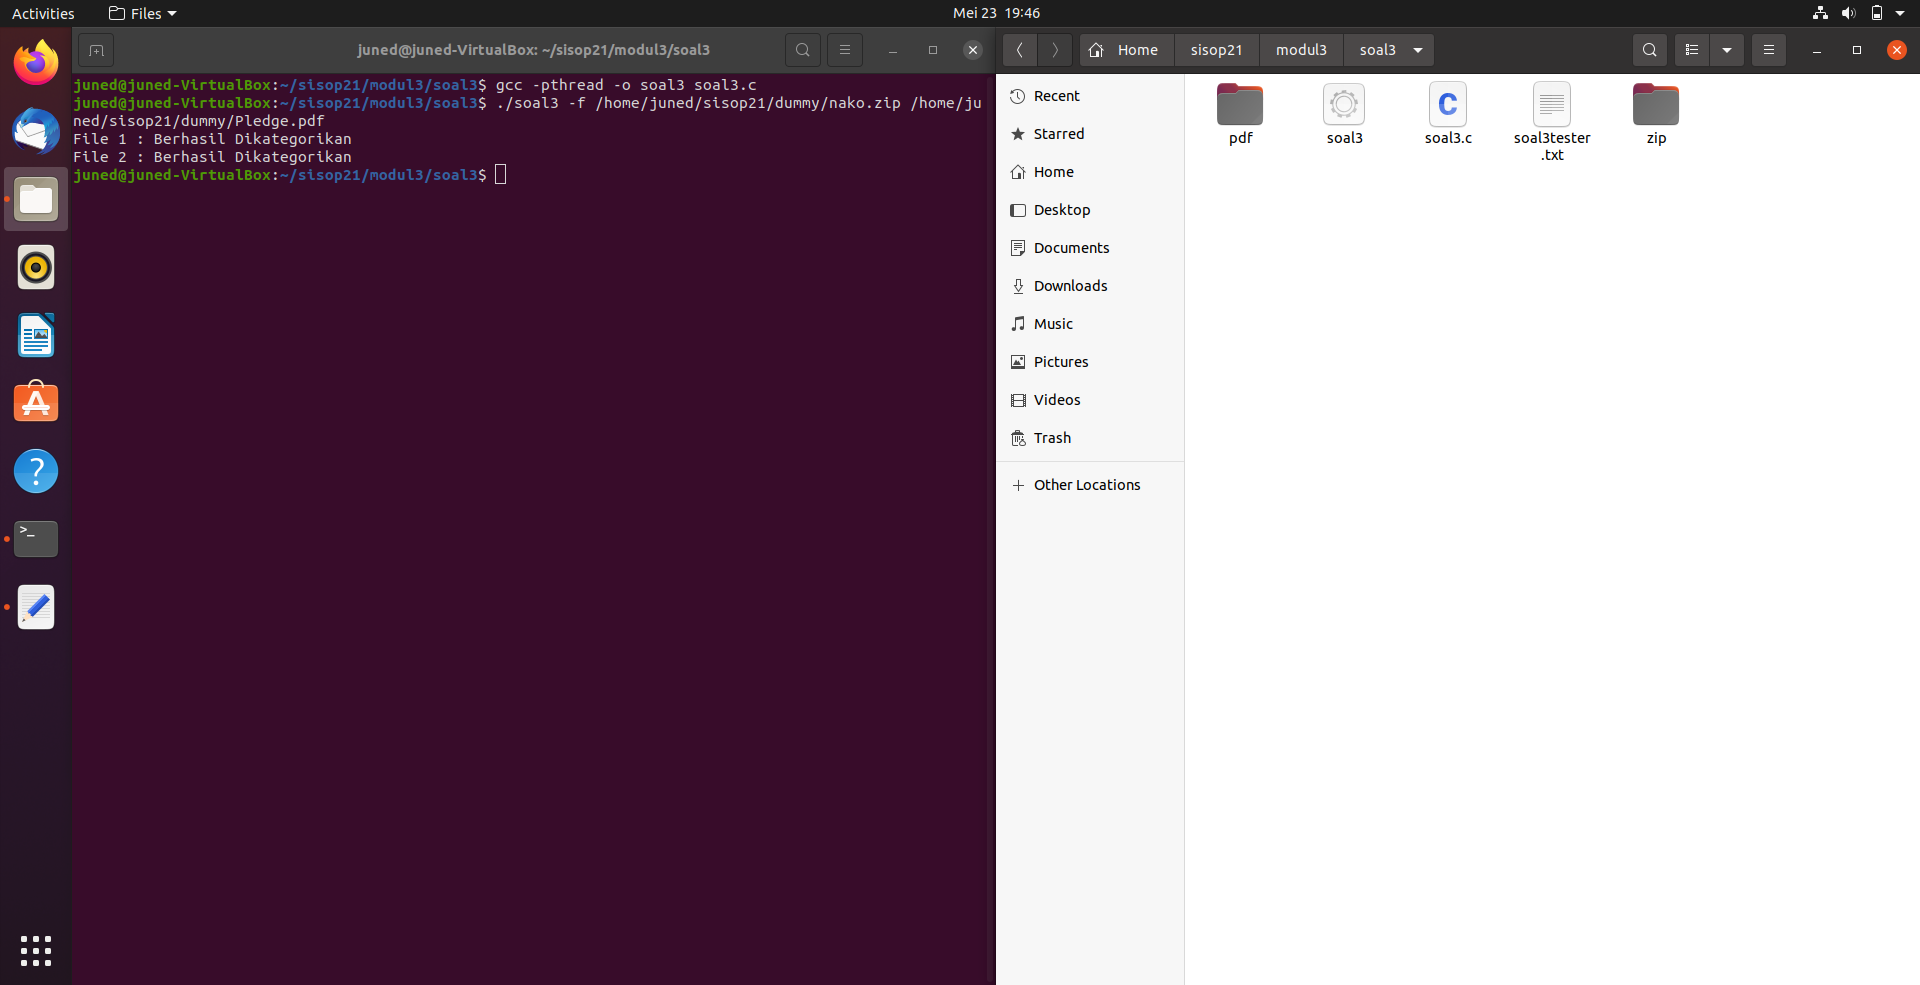 Activities
Files
Mei 23 19:46
juned@juned-VirtualBox: ~/sisop21/modul3/soal3
juned@juned-VirtualBox:~/sisop21/modul3/soal3$ gcc -pthread -o soal3 soal3.c
juned@juned-VirtualBox:~/sisop21/modul3/soal3$ ./soal3 -f /home/juned/sisop21/dummy/nako.zip /home/ju
ned/sisop21/dummy/Pledge.pdf
File 1 : Berhasil Dikategorikan
File 2 : Berhasil Dikategorikan
juned@juned-VirtualBox:~/sisop21/modul3/soal3$
Home
sisop21
modul3
soal3
Recent
Starred
Home
Desktop
Documents
Downloads
Music
Pictures
Videos
Trash
Other Locations
pdf
soal3
soal3.c
soal3tester
.txt
zip